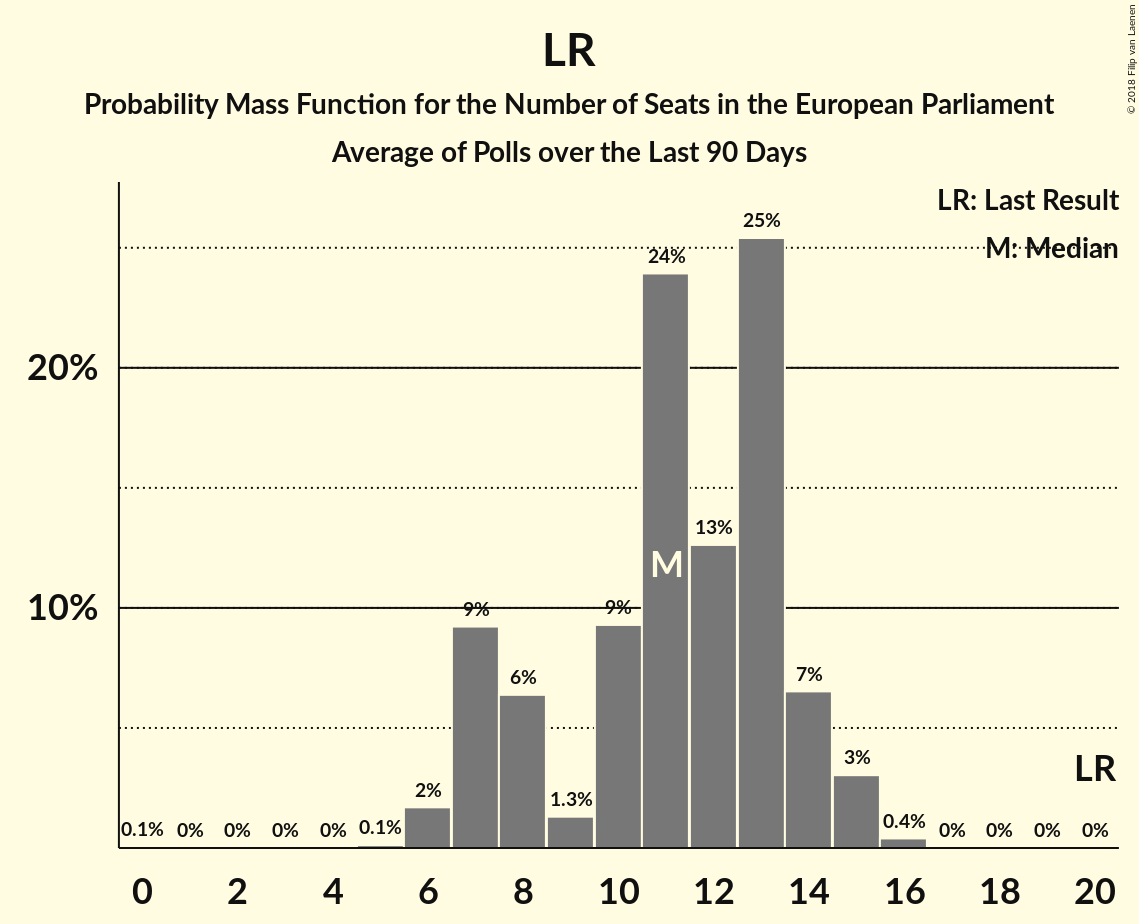 LR
Probability Mass Function for the Number of Seats in the European Parliament
Average of Polls over the Last 90 Days
© 2018 Filip van Laenen
LR: Last Result
M: Median
20%
10%
0.1% 0% 0% 0% 0% 0.1% 2% 9% 6% 1.3% 9% 24% 13% 25% 7% 3% 0.4% 0% 0% 0% 0%
M
LR
0 2 4 6 8 10 12 14 16 18 20